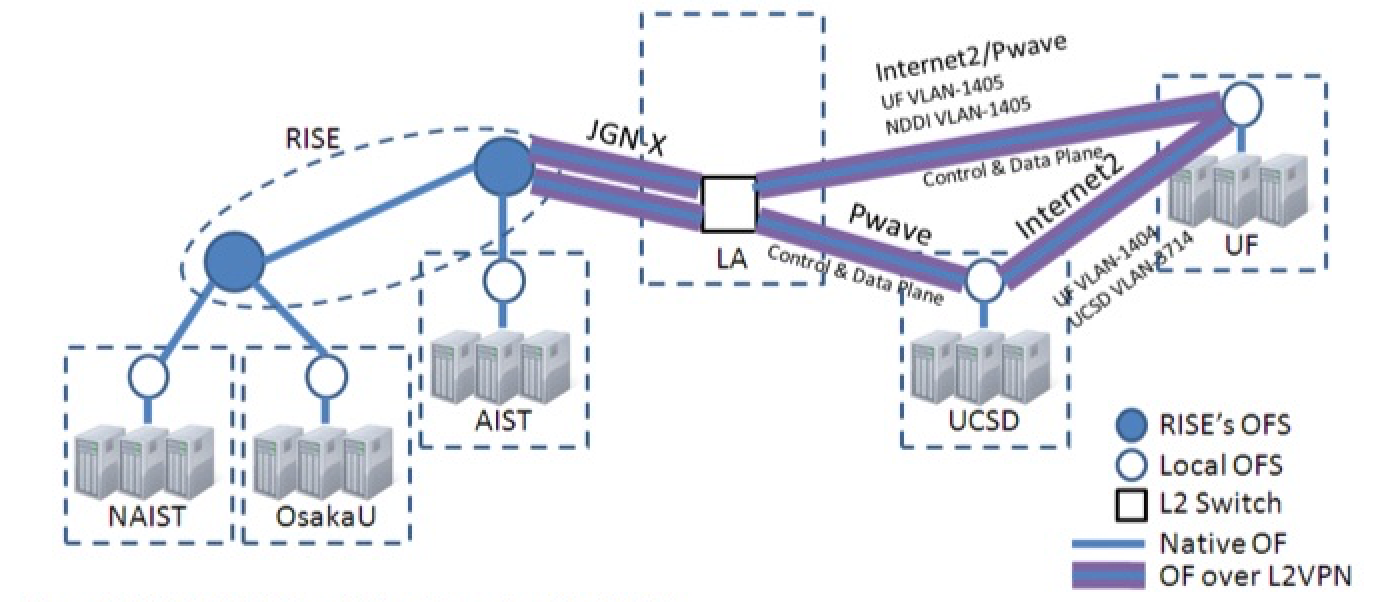 Internet2/Pwave
UF VLAN-1405
NDDI VLAN-1405
RISE
JGN-X
Control & Data Plane
Internet2
Pwave
LA
Control & Data Plane
UF
UF VLAN-1404
UCSD VLAN-3714
AIST
UCSD
NAIST
OsakaU
RISE's OFS
Local OFS
L2 Switch
Native OF
OF over L2VPN